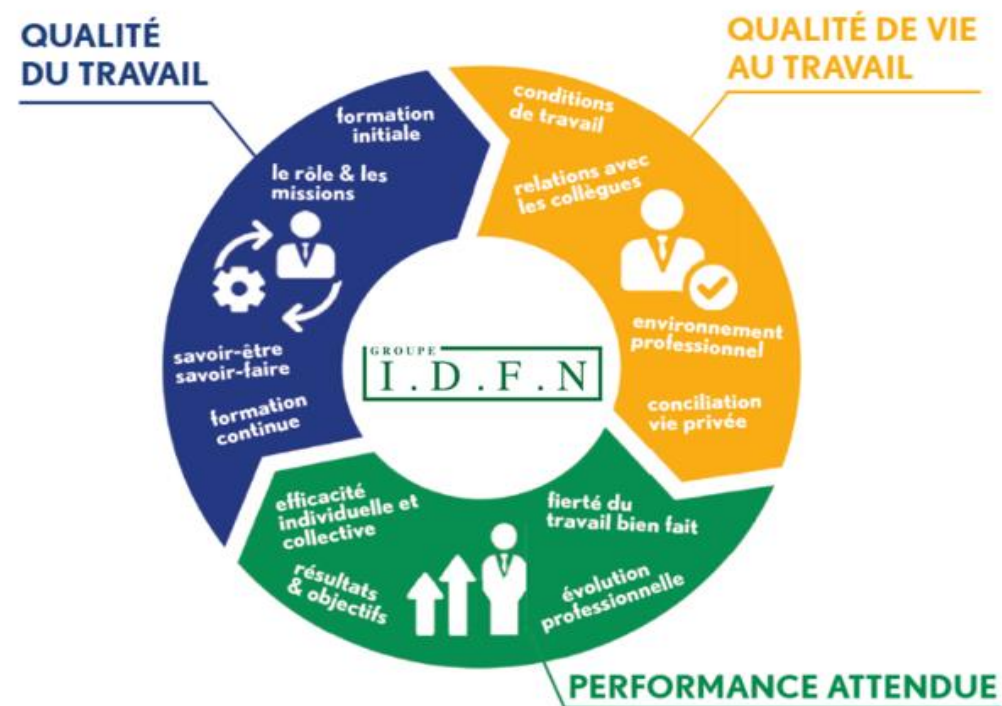 QUALITÉ
DU TRAVAIL
QUALITÉ DE VIE
AU TRAVAIL
formation
initiale
le rôle & les
missions
savoir-être
savoir-faire
formation
continue
conditions
de travail
relations avec
les collègues
environnement
professionnel
conciliation
vie privée
GROUPE
I.D.F.N
efficacité
individuelle et
collective
résultats
& objectifs
fierté du
travail bien fait
évolution
professionnelle
PERFORMANCE ATTENDUE